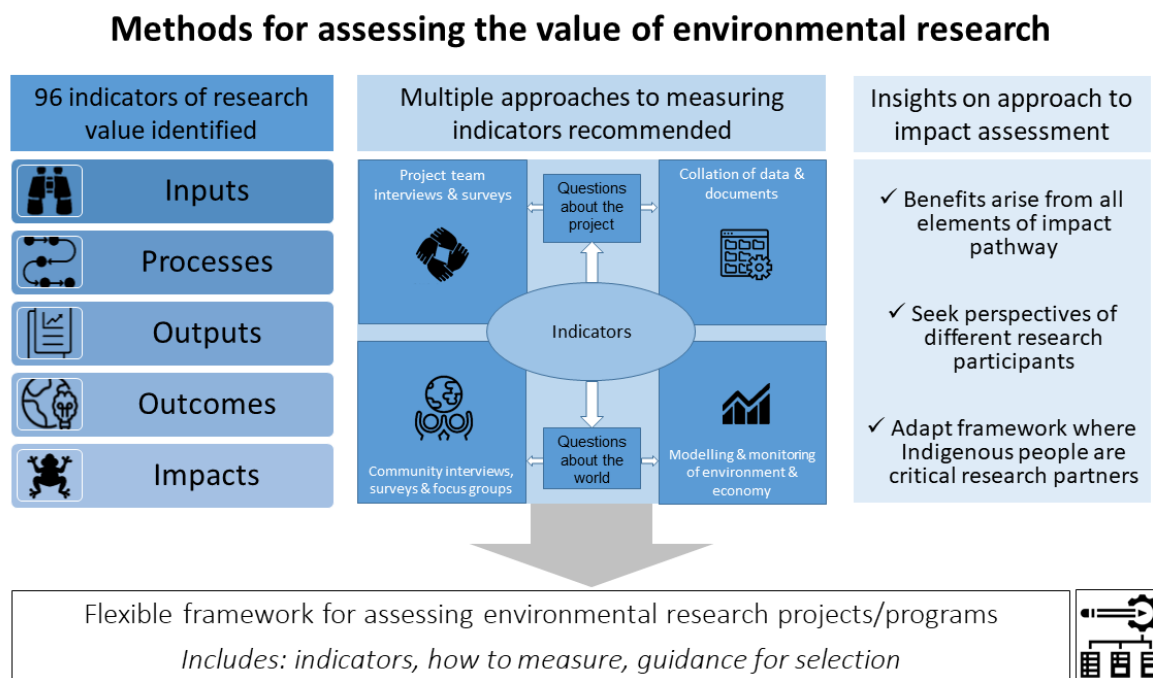 Methods for assessing the value of environmental research
96 indicators of research
value identified
Inputs
Processes
Outputs
Outcomes
Impacts
Multiple approaches to measuring
indicators recommended
Project team
interviews & surveys
Questions
about the
project
Collation of data &
documents
Indicators
Community interviews,
surveys & focus groups
Questions
about the
world
Modelling & monitoring
of environment &
economy
Insights on approach to
impact assessment
✓ Benefits arise from all
elements of impact
pathway
✓ Seek perspectives of
different research
participants
✓ Adapt framework where
Indigenous people are
critical research partners
Flexible framework for assessing environmental research projects/programs
Includes: indicators, how to measure, guidance for selection